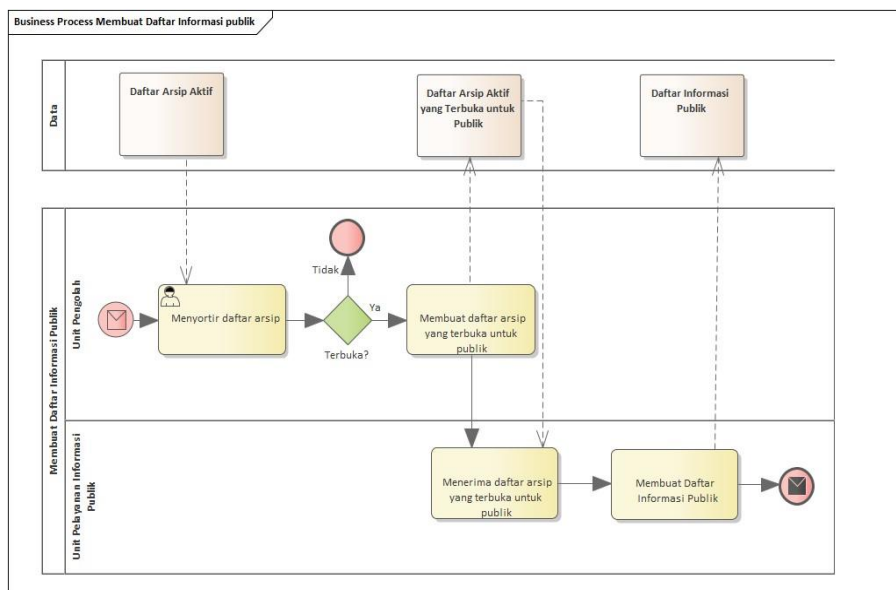 Business Process Membuat Daftar Informasi publik
Data
Daftar Arsip Aktif
Daftar Arsip Aktif
yang Terbuka untuk
Publik
Daftar Informasi
Publik
Membuat Daftar Informasi Publik
Unit Pengolah
Menyortir daftar arsip
Tidak
Terbuka?
Ya
Membuat daftar arsip
yang terbuka untuk
publik
Unit Pelayanan Informasi
Publik
Menerima daftar arsip
yang terbuka untuk
publik
Membuat Daftar
Informasi Publik